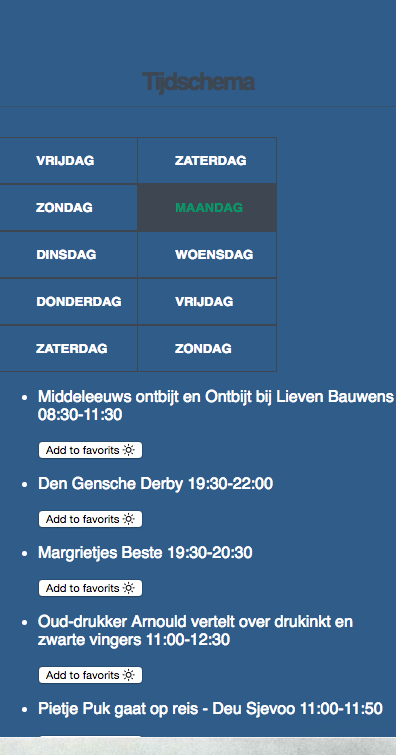 Tijdschema
VRIJDAG ZATERDAG
ZONDAG MAANDAG
DINSDAG WOENSDAG
DONDERDAG VRIJDAG
ZATERDAG ZONDAG
Middeleeuws ontbijt en Ontbijt bij Lieven Bauwens
08:30-11:30
Add to favorits
Den Gensche Derby 19:30-22:00
Add to favorits
Margrietjes Beste 19:30-20:30
Add to favorits
Oud-drukker Arnould vertelt over drukinkt en
zwarte vingers 11:00-12:30
Add to favorits
Pietje Puk gaat op reis - Deu Sjevoo 11:00-11:50